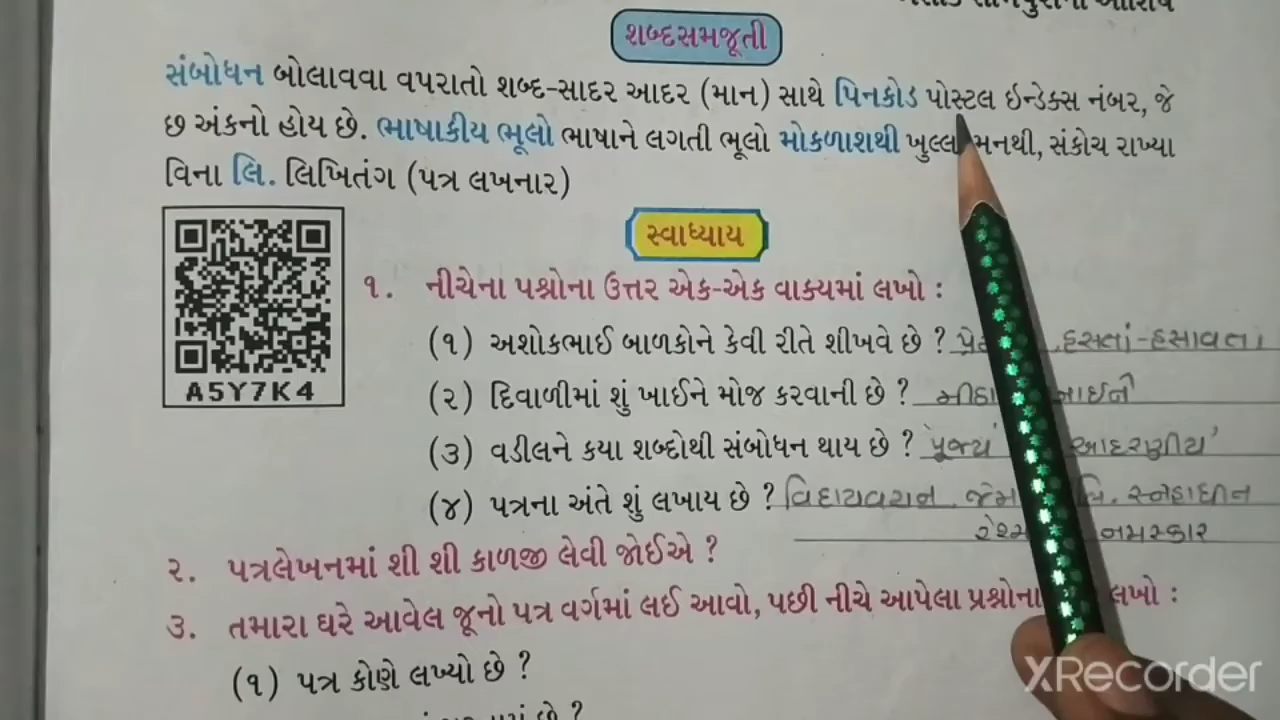 શબ્દસમજૂતી
સંબોધન બોલાવવા વપરાતો શબ્દ-સાદર આદર (માન) સાથે પિનકોડ પોસ્ટલ ઇન્ડેક્સ નંબર, જે
છ અંકનો હોય છે. ભાષાકીય ભૂલો ભાષાને લગતી ભૂલો મોકળાશથી ખુલ્લા મનથી, સંકોચ રાખ્યા
વિના લિ. લિખિતંગ (પત્ર લખનાર)
સ્વાધ્યાય
૧. નીચેના પશ્નોના ઉત્તર એક-એક વાક્યમાં લખો :
(૧) અશોકભાઈ બાળકોને કેવી રીતે શીખવે છે ? હસતાં-હસાવતાં
(૨) દિવાળીમાં શું ખાઈને મોજ કરવાની છે ?
(૩) વડીલને કયા શબ્દોથી સંબોધન થાય છે ? 'પૂજ્ય આદરણીય'
(૪) પત્રના અંતે શું લખાય છે ? વિદાયવચન જેમ લિ. સ્નેહાધીન
નમસ્કાર
૨. પત્રલેખનમાં શી શી કાળજી લેવી જોઈએ ?
૩. તમારા ઘરે આવેલ જૂનો પત્ર વર્ગમાં લઈ આવો, પછી નીચે આપેલા પ્રશ્નોના લખો :
(૧) પત્ર કોણે લખ્યો છે ?
A5Y7K4
XRecorder